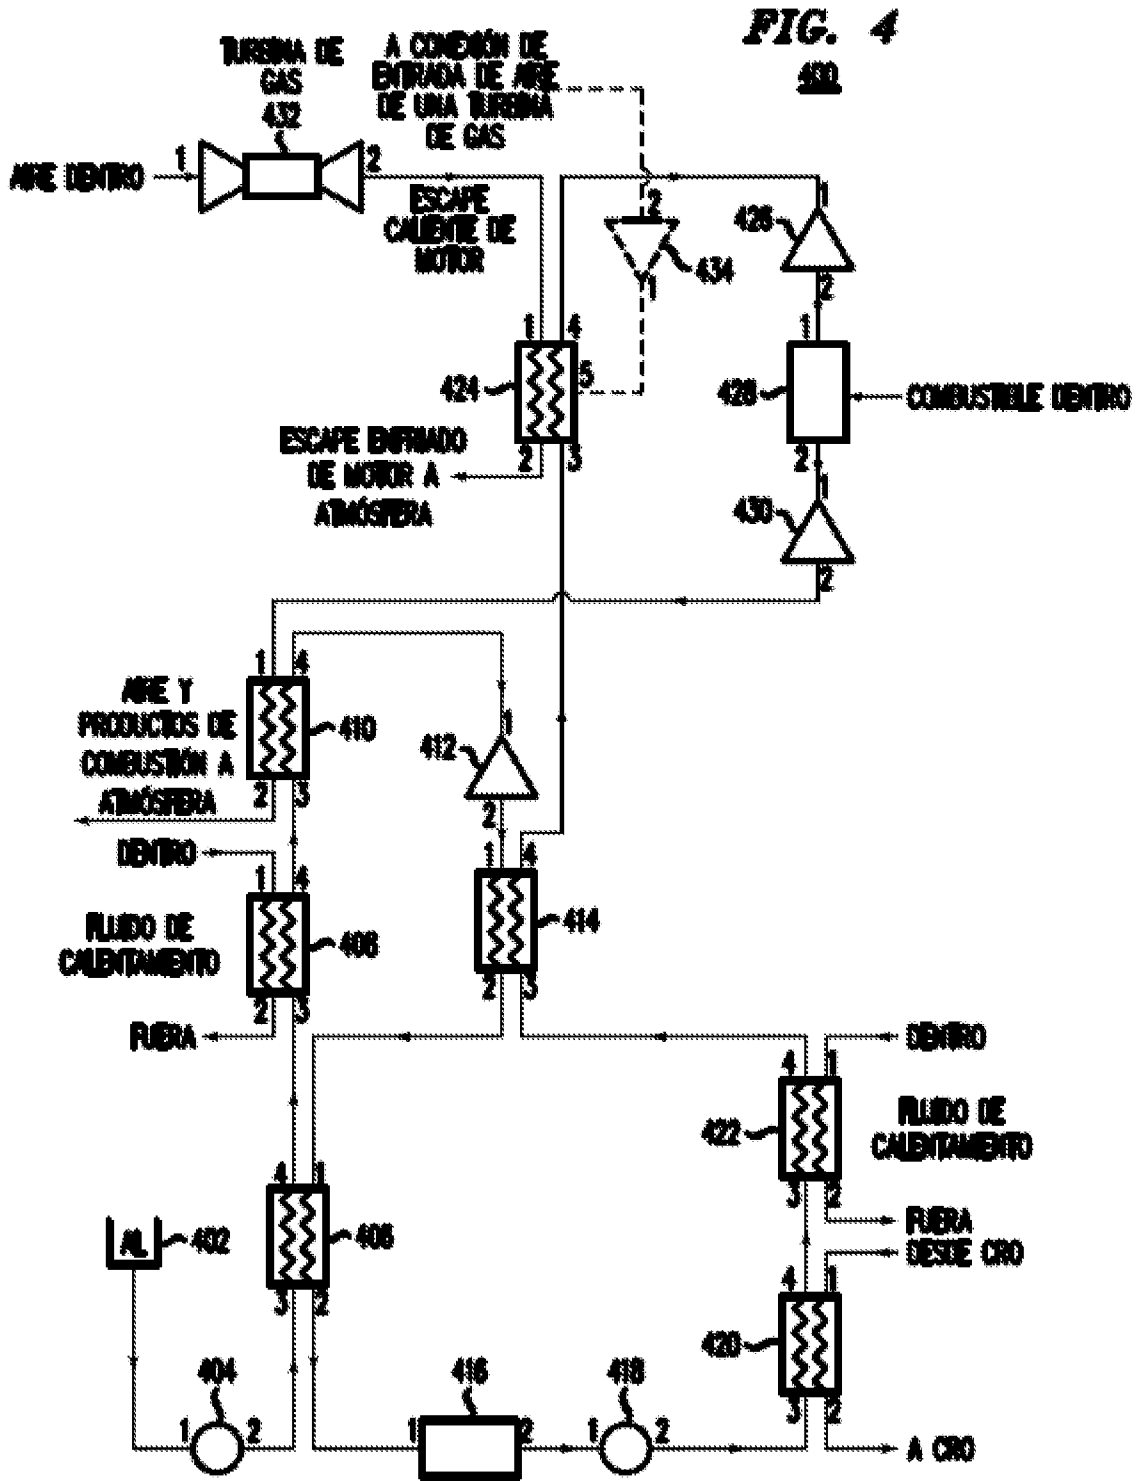 FIG. 4
400
TURBINA DE
GAS
432
A CONEXIÓN DE
ENTRADA DE AIRE
DE UNA TURBINA
DE GAS
AIRE DENTRO
1
2
ESCAPE
CALIENTE DE
MOTOR
2
434
1
1
426
2
1
4
5
424
2
3
1
428
2
COMBUSTIBLE DENTRO
ESCAPE ENFRIADO
DE MOTOR A
ATMÓSFERA
1
430
2
1
4
410
2
3
AIRE Y
PRODUCTOS DE
COMBUSTIÓN A
ATMÓSFERA
1
412
2
DENTRO
1
4
408
2
3
FLUIDO DE
CALENTAMIENTO
FUERA
1
4
414
2
3
DENTRO
4
1
422
3
2
FLUIDO DE
CALENTAMIENTO
FUERA
DESDE CRO
4
1
406
3
2
AL
402
4
1
420
3
2
404
1
2
416
1
2
418
1
2
A CRO